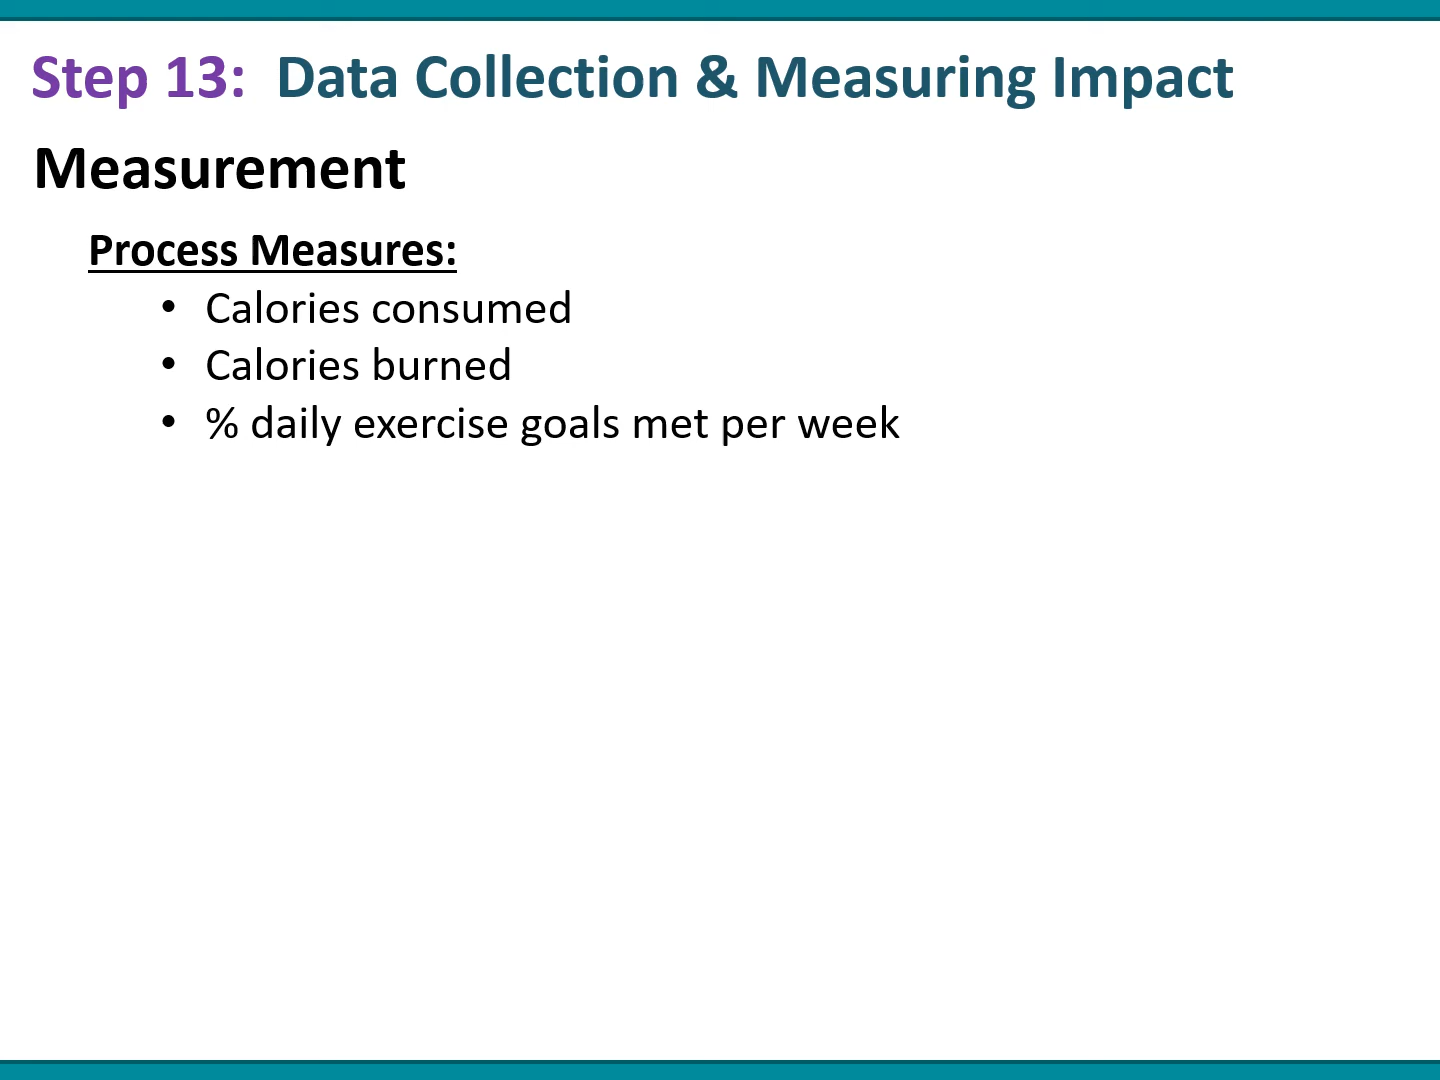 Step 13: Data Collection & Measuring Impact
Measurement
Process Measures:
• Calories consumed
• Calories burned
• % daily exercise goals met per week